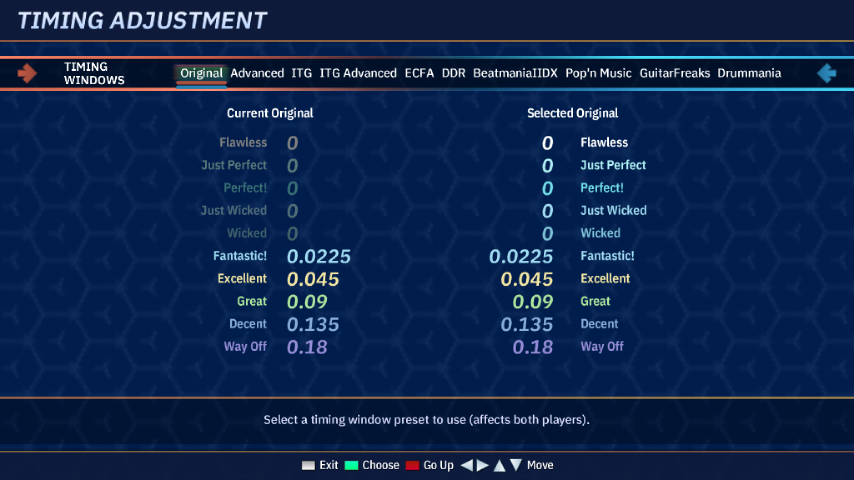 TIMING ADJUSTMENT
TIMING WINDOWS
Original Advanced ITG ITG Advanced ECFA DDR BeatmaniaIIDX Pop'n Music GuitarFreaks Drummania
Current Original Selected Original
Flawless 0 0 Flawless
Just Perfect 0 0 Just Perfect
Perfect! 0 0 Perfect!
Just Wicked 0 0 Just Wicked
Wicked 0 0 Wicked
Fantastic! 0.0225 0.0225 Fantastic!
Excellent 0.045 0.045 Excellent
Great 0.09 0.09 Great
Decent 0.135 0.135 Decent
Way Off 0.18 0.18 Way Off
Select a timing window preset to use (affects both players).
Exit Choose Go Up Move